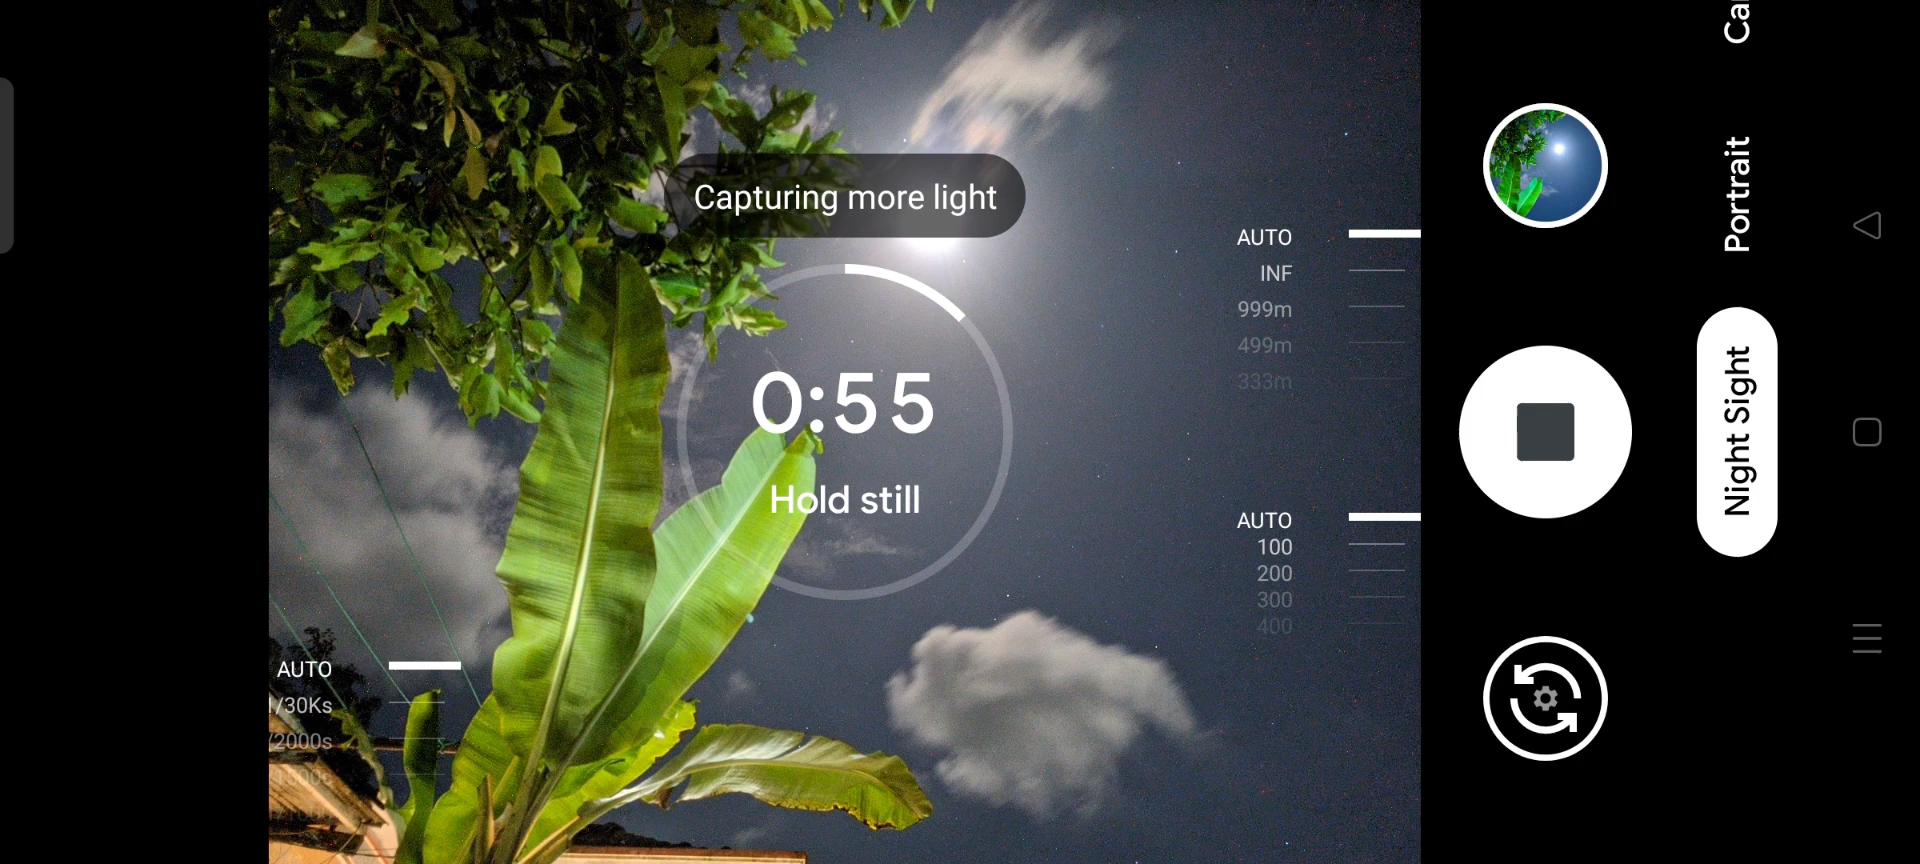 Capturing more light
0:55
Hold still
AUTO
INF
999m
499m
333m
AUTO
100
200
300
400
AUTO
/30Ks
/2000s
Portrait
Night Sight